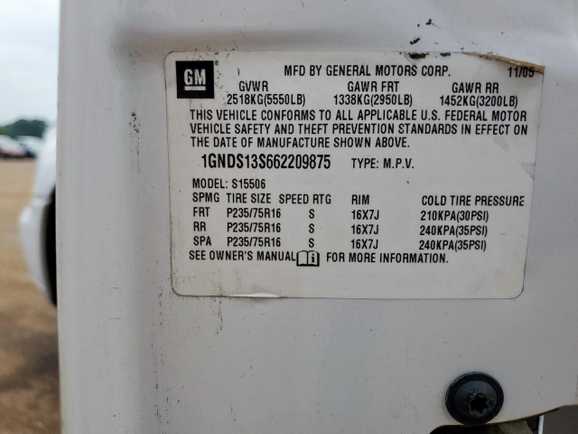 GM
MFD BY GENERAL MOTORS CORP. 11/05
GVWR GAWR FRT GAWR RR
2518KG(5550LB) 1338KG(2950LB) 1452KG(3200LB)
THIS VEHICLE CONFORMS TO ALL APPLICABLE U.S. FEDERAL MOTOR
VEHICLE SAFETY AND THEFT PREVENTION STANDARDS IN EFFECT ON
THE DATE OF MANUFACTURE SHOWN ABOVE.
1GNDS13S662209875 TYPE: M.P.V.
MODEL: S15506
SPMG TIRE SIZE SPEED RTG RIM COLD TIRE PRESSURE
FRT P235/75R16 S 16X7J 210KPA(30PSI)
RR P235/75R16 S 16X7J 240KPA(35PSI)
SPA P235/75R16 S 16X7J 240KPA(35PSI)
SEE OWNER'S MANUAL FOR MORE INFORMATION.